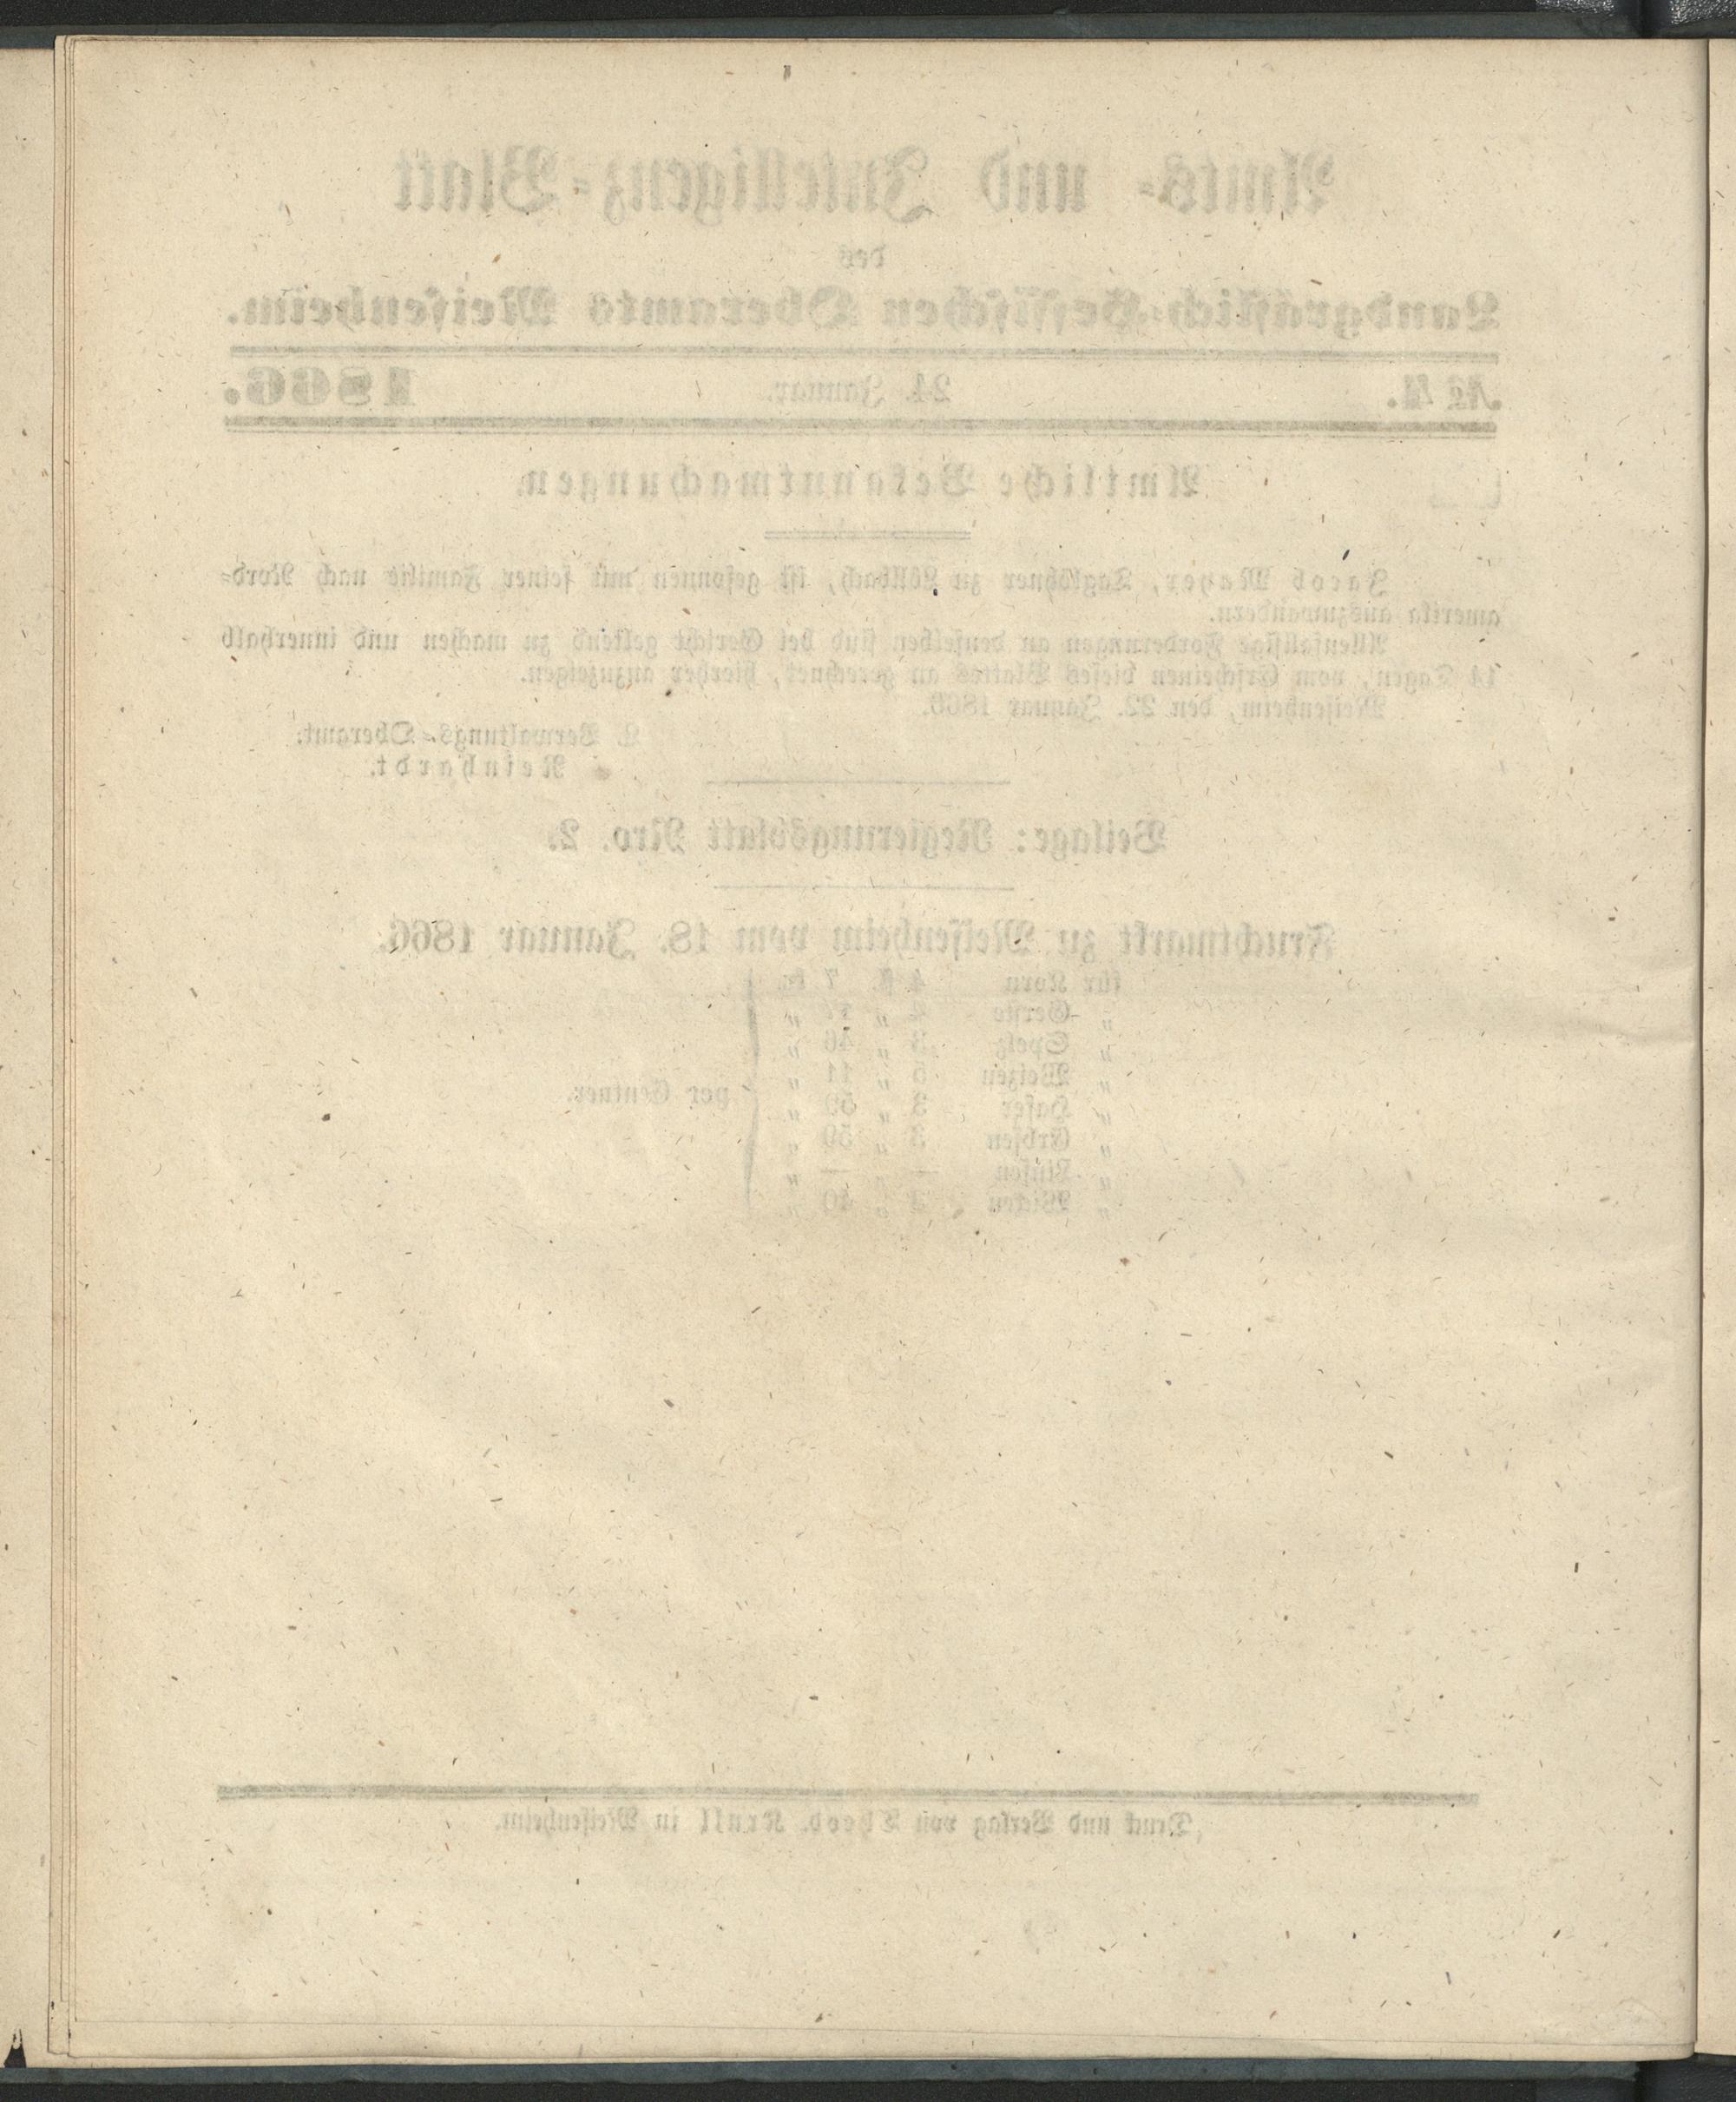 Amts- und Intelligenz-Blatt
des
Landgräflich Hessischen Oberamts Meisenheim.
№ 4. 24. Januar. 1866.
Amtliche Bekanntmachungen
Jacob Mayer, Taglöhner zu Löllbach, ist gesonnen mit seiner Familie nach Nord-
amerika auszuwandern.
Allenfallsige Forderungen an denselben sind bei Gericht geltend zu machen und innerhalb
14 Tagen, vom Erscheinen dieses Blattes an gerechnet, hierher anzuzeigen.
Meisenheim, den 22. Januar 1866.
L. Verwaltungs-Oberamt.
Reinhardt.
Beilage: Regierungsblatt Nro. 2.
Fruchtmarkt zu Meisenheim vom 18. Januar 1866.
für Korn 4 fl. 7 kr.
„ Gerste „ „
„ Spelz 3 „ 46 „
„ Weizen 5 „ 11 „
„ Hafer 3 „ 59 „
„ Erbsen 3 „ 50 „
„ Linsen — „ — „
„ Wicken „ 40 „
per Centner.
Druck und Verlag von Theod. Krull in Meisenheim.